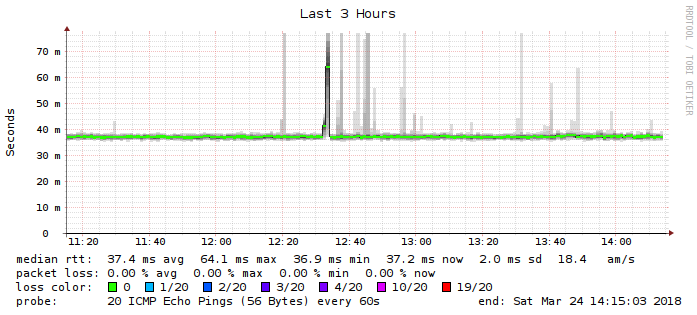 Last 3 Hours
RRDTOOL / TOBI OETIKER
Seconds
70 m
60 m
50 m
40 m
30 m
20 m
10 m
0
11:20 11:40 12:00 12:20 12:40 13:00 13:20 13:40 14:00
median rtt: 37.4 ms avg 64.1 ms max 36.9 ms min 37.2 ms now 2.0 ms sd 18.4 am/s
packet loss: 0.00 % avg 0.00 % max 0.00 % min 0.00 % now
loss color: 0 1/20 2/20 3/20 4/20 10/20 19/20
probe: 20 ICMP Echo Pings (56 Bytes) every 60s end: Sat Mar 24 14:15:03 2018